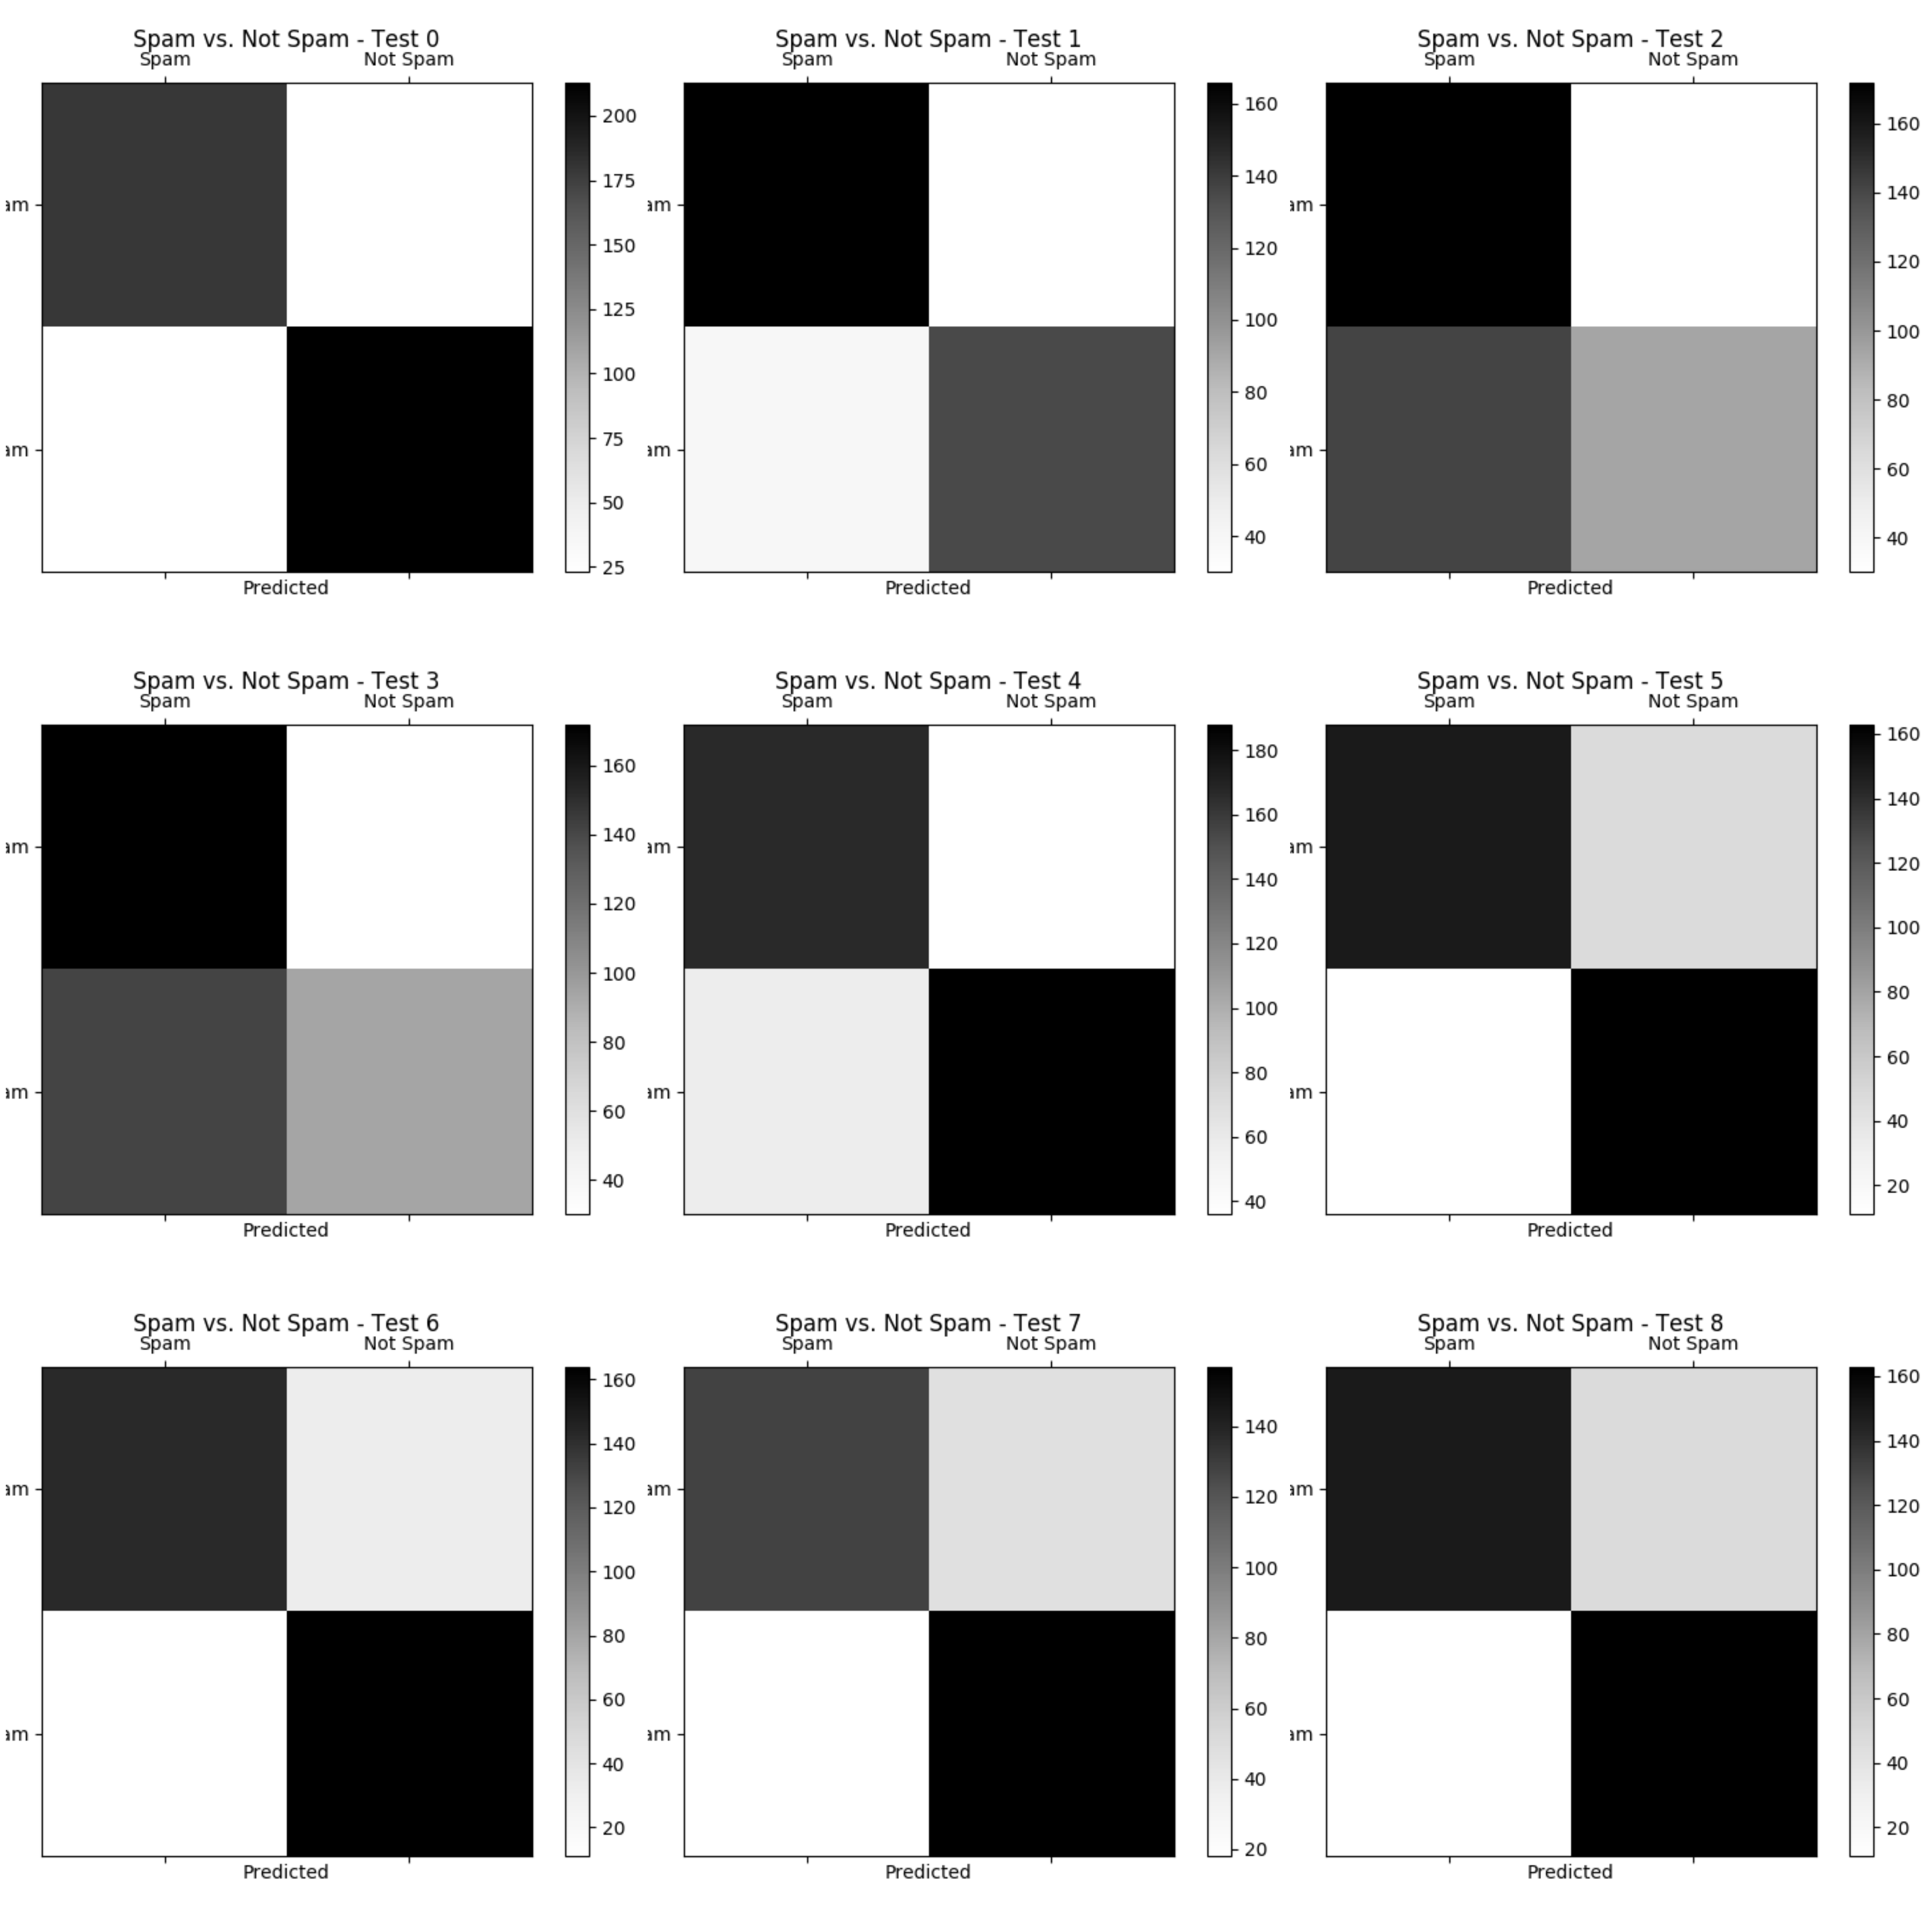 Spam vs. Not Spam - Test 0
Spam Not Spam
200
175
150
125
100
75
50
25
am
am
Predicted
Spam vs. Not Spam - Test 1
Spam Not Spam
160
140
120
100
80
60
40
am
am
Predicted
Spam vs. Not Spam - Test 2
Spam Not Spam
160
140
120
100
80
60
40
am
am
Predicted
Spam vs. Not Spam - Test 3
Spam Not Spam
160
140
120
100
80
60
40
am
am
Predicted
Spam vs. Not Spam - Test 4
Spam Not Spam
180
160
140
120
100
80
60
40
am
am
Predicted
Spam vs. Not Spam - Test 5
Spam Not Spam
160
140
120
100
80
60
40
20
am
am
Predicted
Spam vs. Not Spam - Test 6
Spam Not Spam
160
140
120
100
80
60
40
20
am
am
Predicted
Spam vs. Not Spam - Test 7
Spam Not Spam
140
120
100
80
60
40
20
am
am
Predicted
Spam vs. Not Spam - Test 8
Spam Not Spam
160
140
120
100
80
60
40
20
am
am
Predicted